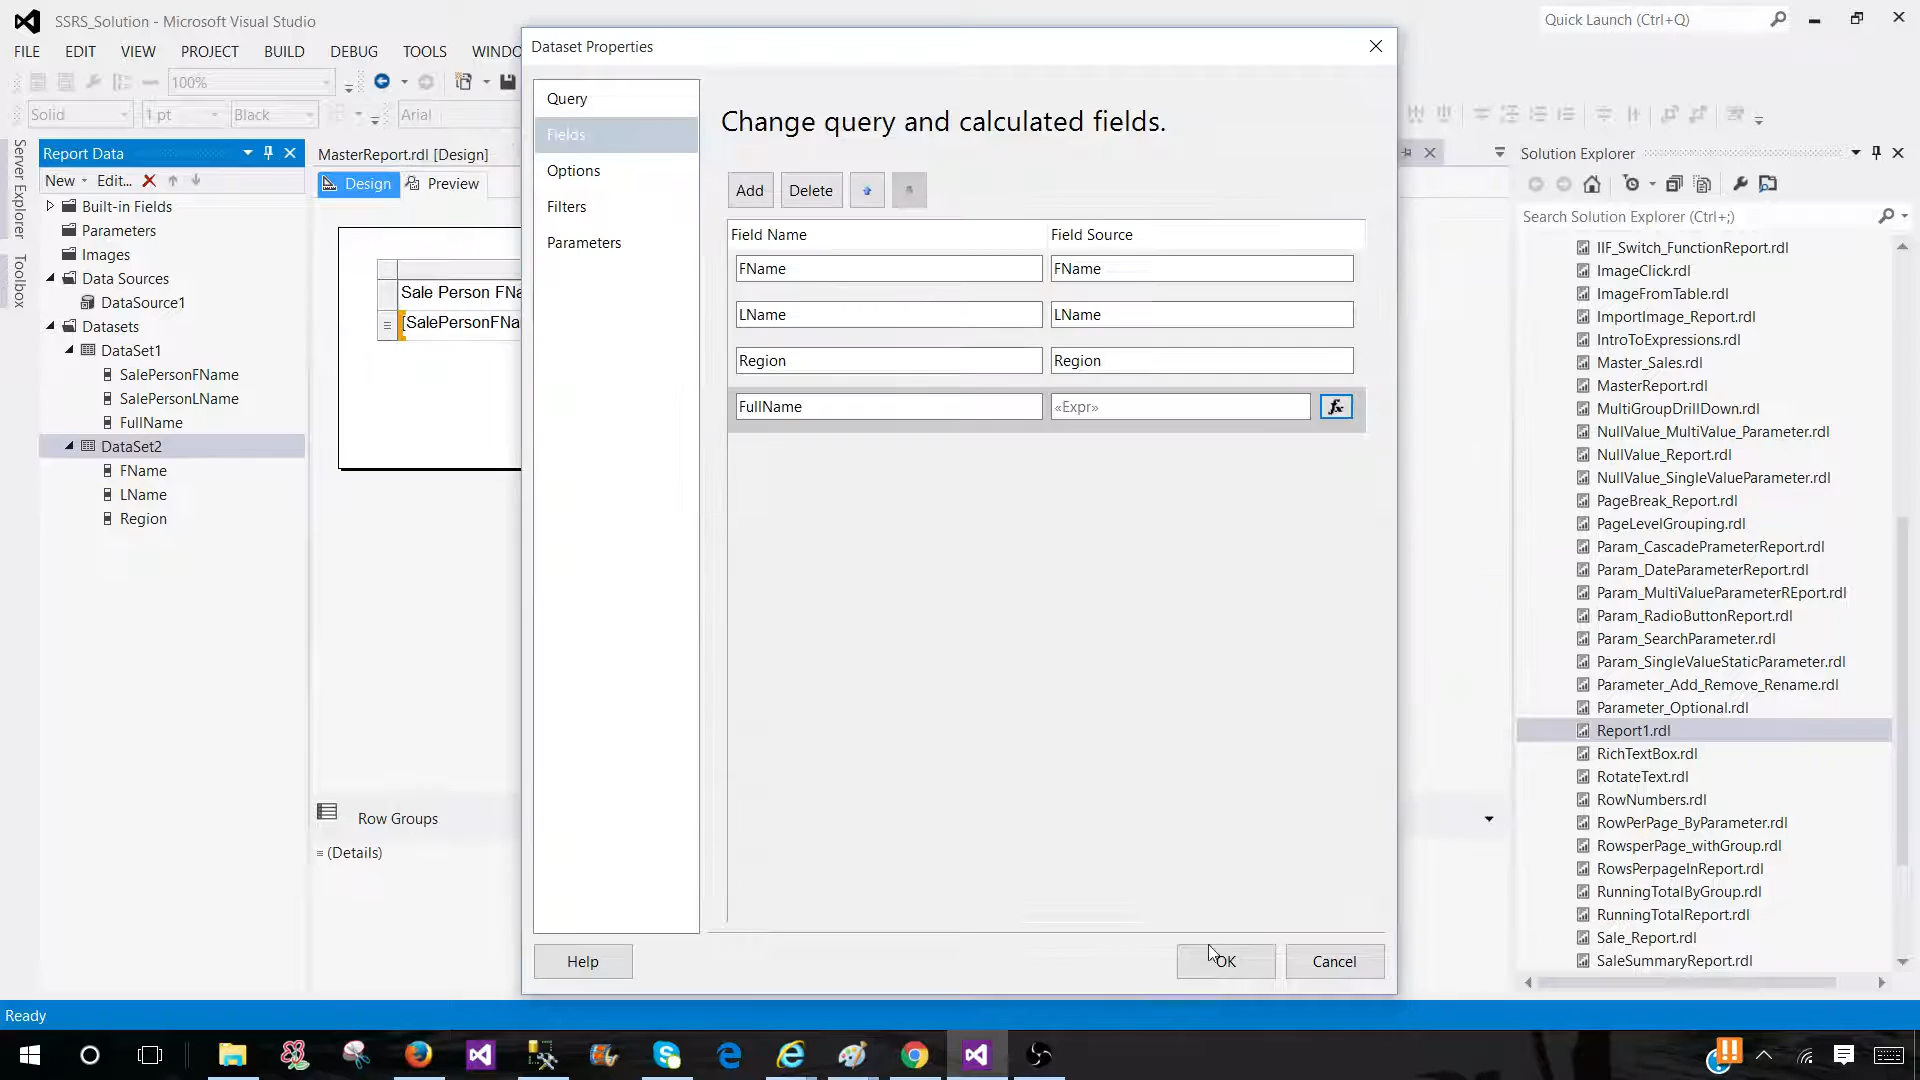 SSRS_Solution - Microsoft Visual Studio
Quick Launch (Ctrl+Q)
FILE EDIT VIEW PROJECT BUILD DEBUG TOOLS WINDO
100%
Solid 1 pt Black Arial
Server Explorer
Toolbox
Report Data
New Edit...
Built-in Fields
Parameters
Images
Data Sources
DataSource1
Datasets
DataSet1
SalePersonFName
SalePersonLName
FullName
DataSet2
FName
LName
Region
MasterReport.rdl [Design]
Design Preview
Sale Person FNa
[SalePersonFNa
Row Groups
(Details)
Dataset Properties
Query
Fields
Options
Filters
Parameters
Change query and calculated fields.
Add Delete
Field Name Field Source
FName FName
LName LName
Region Region
FullName «Expr» fx
Help OK Cancel
Solution Explorer
Search Solution Explorer (Ctrl+;)
IIF_Switch_FunctionReport.rdl
ImageClick.rdl
ImageFromTable.rdl
ImportImage_Report.rdl
IntroToExpressions.rdl
Master_Sales.rdl
MasterReport.rdl
MultiGroupDrillDown.rdl
NullValue_MultiValue_Parameter.rdl
NullValue_Report.rdl
NullValue_SingleValueParameter.rdl
PageBreak_Report.rdl
PageLevelGrouping.rdl
Param_CascadePrameterReport.rdl
Param_DateParameterReport.rdl
Param_MultiValueParameterREport.rdl
Param_RadioButtonReport.rdl
Param_SearchParameter.rdl
Param_SingleValueStaticParameter.rdl
Parameter_Add_Remove_Rename.rdl
Parameter_Optional.rdl
Report1.rdl
RichTextBox.rdl
RotateText.rdl
RowNumbers.rdl
RowPerPage_ByParameter.rdl
RowsperPage_withGroup.rdl
RowsPerpageInReport.rdl
RunningTotalByGroup.rdl
RunningTotalReport.rdl
Sale_Report.rdl
SaleSummaryReport.rdl
Ready